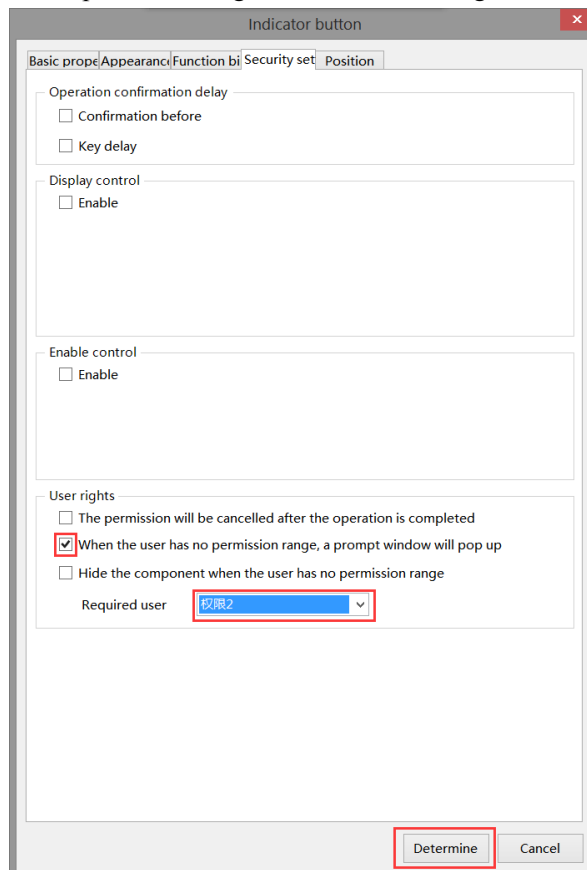 Indicator button
Basic prope Appearanc Function bi Security set Position
Operation confirmation delay
Confirmation before
Key delay
Display control
Enable
Enable control
Enable
User rights
The permission will be cancelled after the operation is completed
When the user has no permission range, a prompt window will pop up
Hide the component when the user has no permission range
Required user 权限2
Determine Cancel